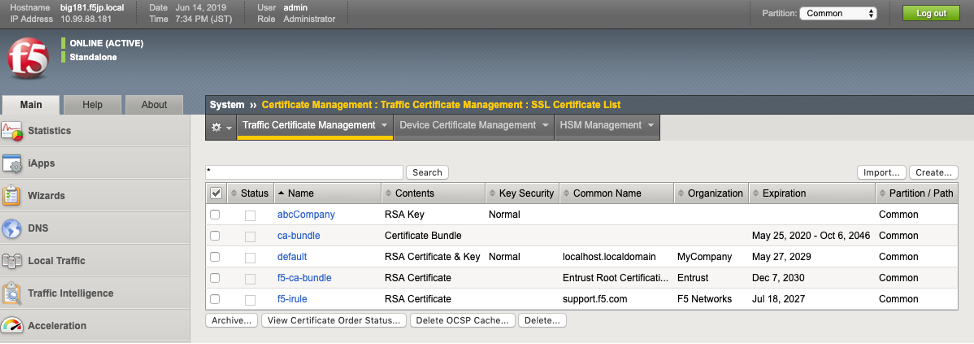 Hostname big181.f5jp.local Date Jun 14, 2019 User admin
IP Address 10.99.88.181 Time 7:34 PM (JST) Role Administrator
Partition: Common Log out
f5
ONLINE (ACTIVE)
Standalone
Main Help About
Statistics
iApps
Wizards
DNS
Local Traffic
Traffic Intelligence
Acceleration
System ›› Certificate Management : Traffic Certificate Management : SSL Certificate List
Traffic Certificate Management Device Certificate Management HSM Management
* Search Import... Create...
Status Name Contents Key Security Common Name Organization Expiration Partition / Path
abcCompany RSA Key Normal Common
ca-bundle Certificate Bundle May 25, 2020 - Oct 6, 2046 Common
default RSA Certificate & Key Normal localhost.localdomain MyCompany May 27, 2029 Common
f5-ca-bundle RSA Certificate Entrust Root Certificati... Entrust Dec 7, 2030 Common
f5-irule RSA Certificate support.f5.com F5 Networks Jul 18, 2027 Common
Archive... View Certificate Order Status... Delete OCSP Cache... Delete...